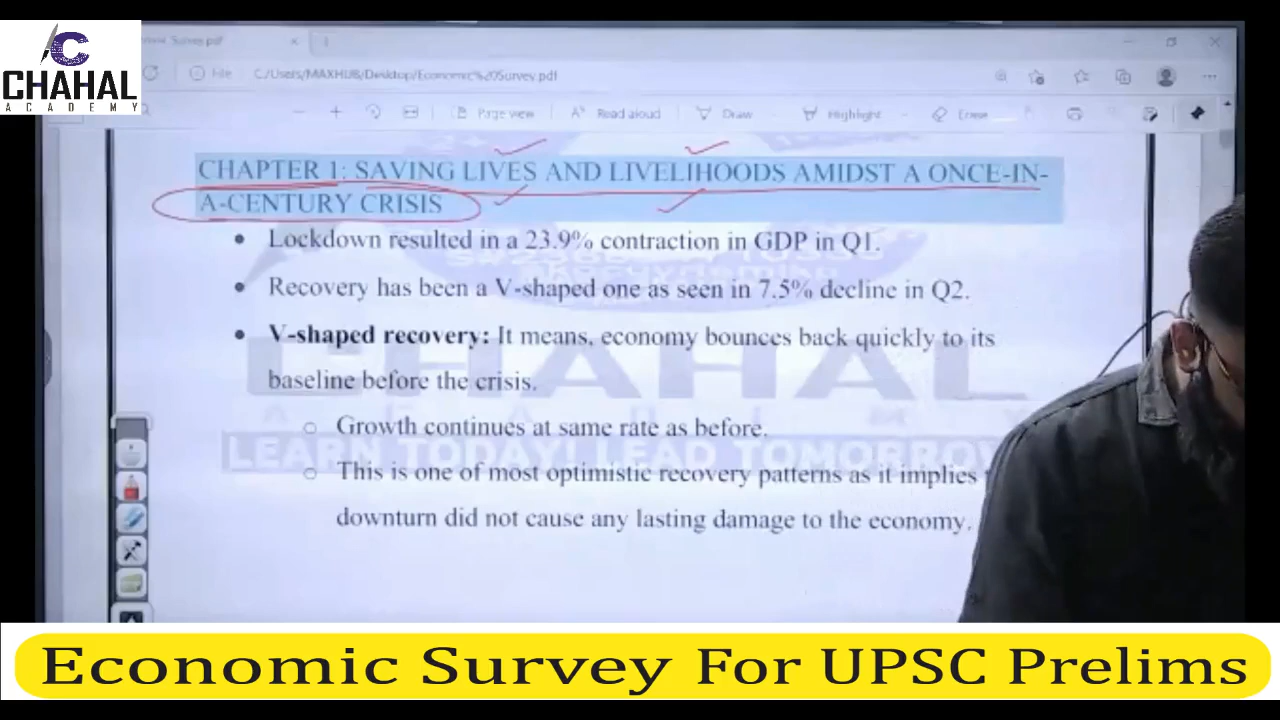 C
CHAHAL
ACADEMY
Survey.pdf
File
C:/Users/MAXHUB/Desktop/Economic%20Survey.pdf
Page view
Read aloud
Draw
Highlight
Erase
CHAPTER 1: SAVING LIVES AND LIVELIHOODS AMIDST A ONCE-IN-
A-CENTURY CRISIS
• Lockdown resulted in a 23.9% contraction in GDP in Q1.
• Recovery has been a V-shaped one as seen in 7.5% decline in Q2.
• V-shaped recovery: It means, economy bounces back quickly to its
baseline before the crisis.
o Growth continues at same rate as before.
o This is one of most optimistic recovery patterns as it implies
downturn did not cause any lasting damage to the economy.
CHAHAL
LEARN TODAY! LEAD TOMORROW
Economic Survey For UPSC Prelims